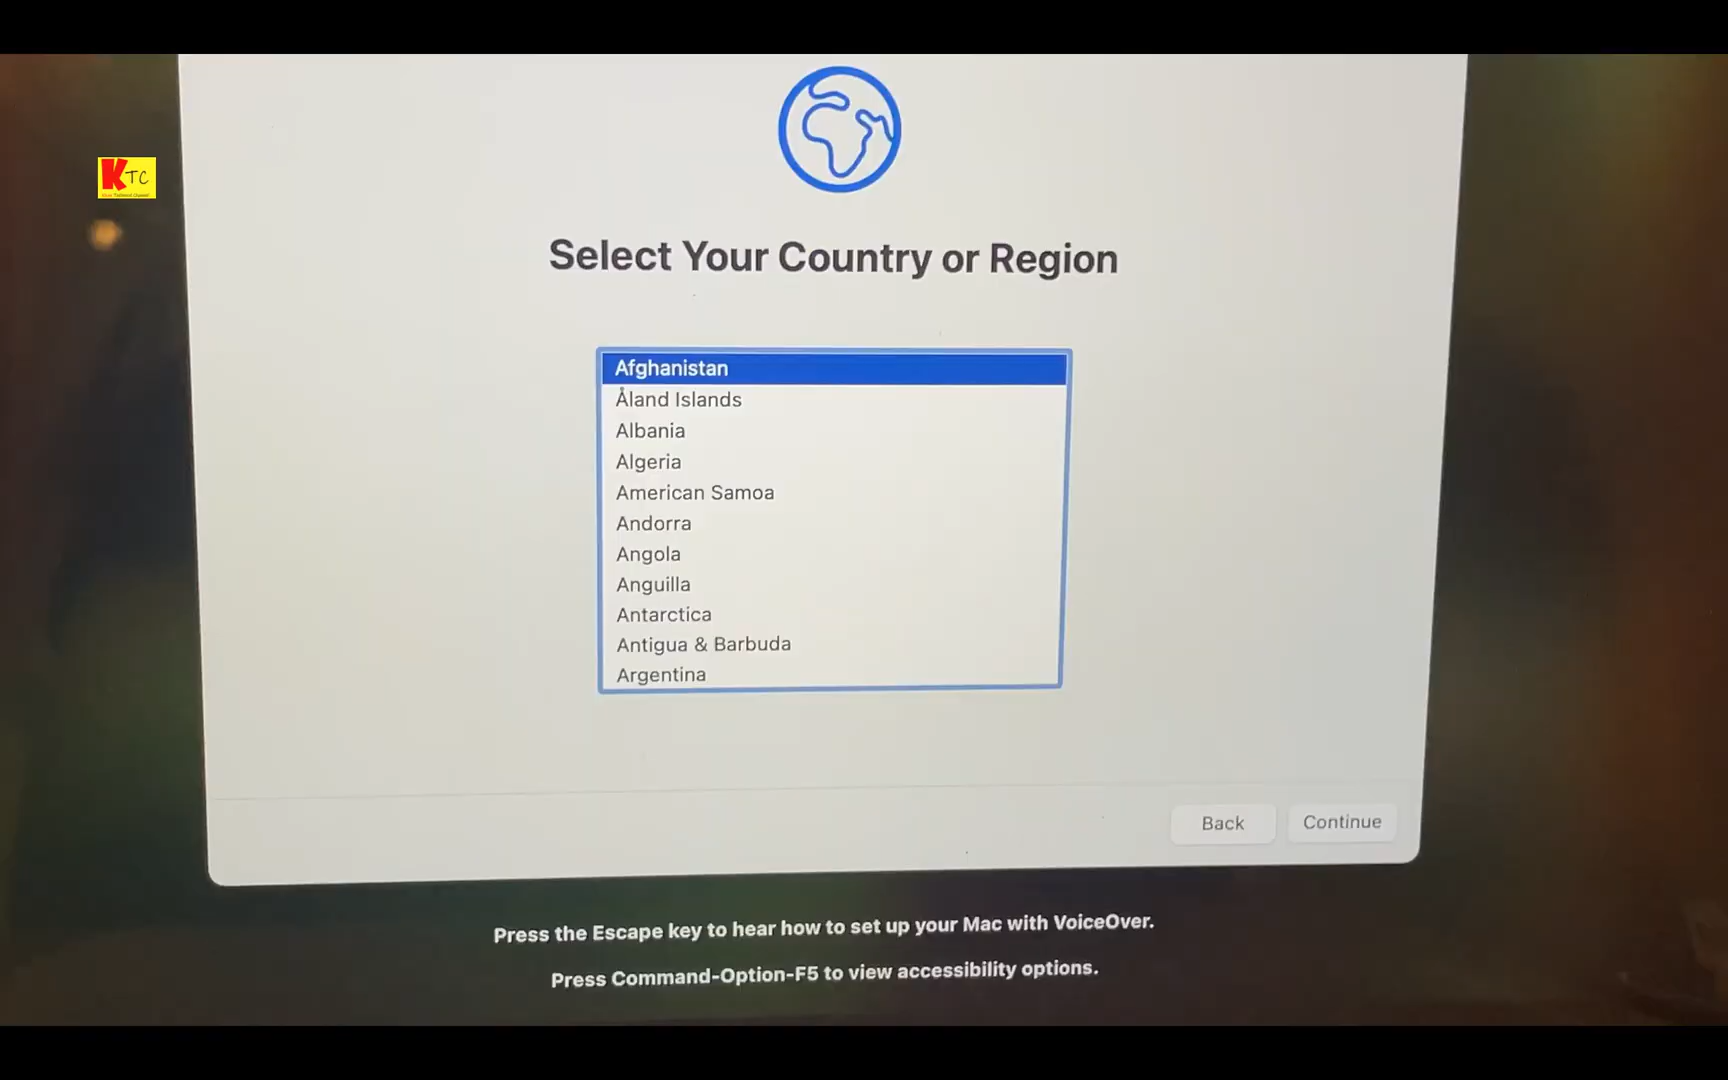 KTC
Select Your Country or Region
Afghanistan
Åland Islands
Albania
Algeria
American Samoa
Andorra
Angola
Anguilla
Antarctica
Antigua & Barbuda
Argentina
Back
Continue
Press the Escape key to hear how to set up your Mac with VoiceOver.
Press Command-Option-F5 to view accessibility options.